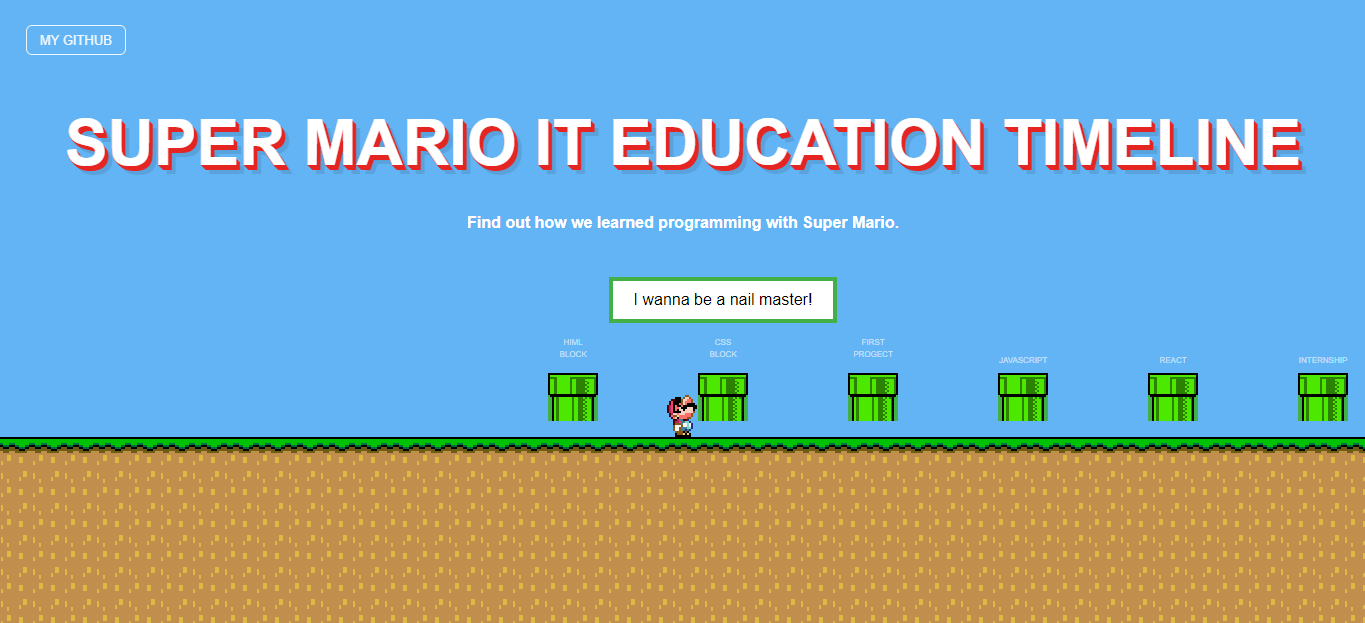 MY GITHUB
SUPER MARIO IT EDUCATION TIMELINE
Find out how we learned programming with Super Mario.
I wanna be a nail master!
HIML
BLOCK
CSS
BLOCK
FIRST
PROGECT
JAVASCRIPT
REACT
INTERNSHIP